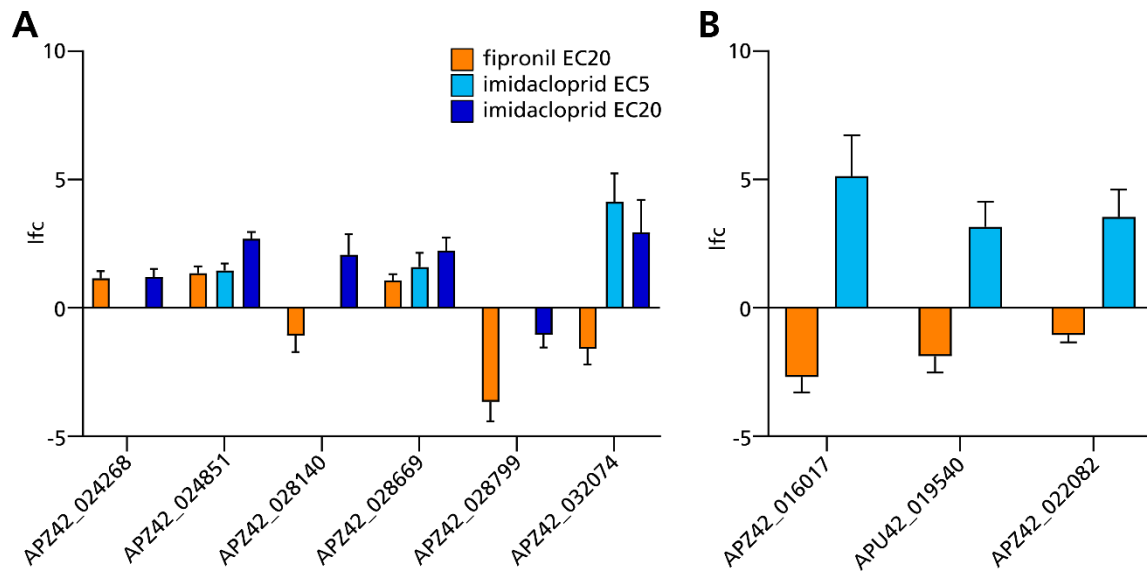 A
10
5
0
-5
lfc
fipronil EC20
imidacloprid EC5
imidacloprid EC20
APZ42_024268
APZ42_024851
APZ42_028140
APZ42_028669
APZ42_028799
APZ42_032074
B
10
5
0
-5
lfc
APZ42_016017
APU42_019540
APZ42_022082